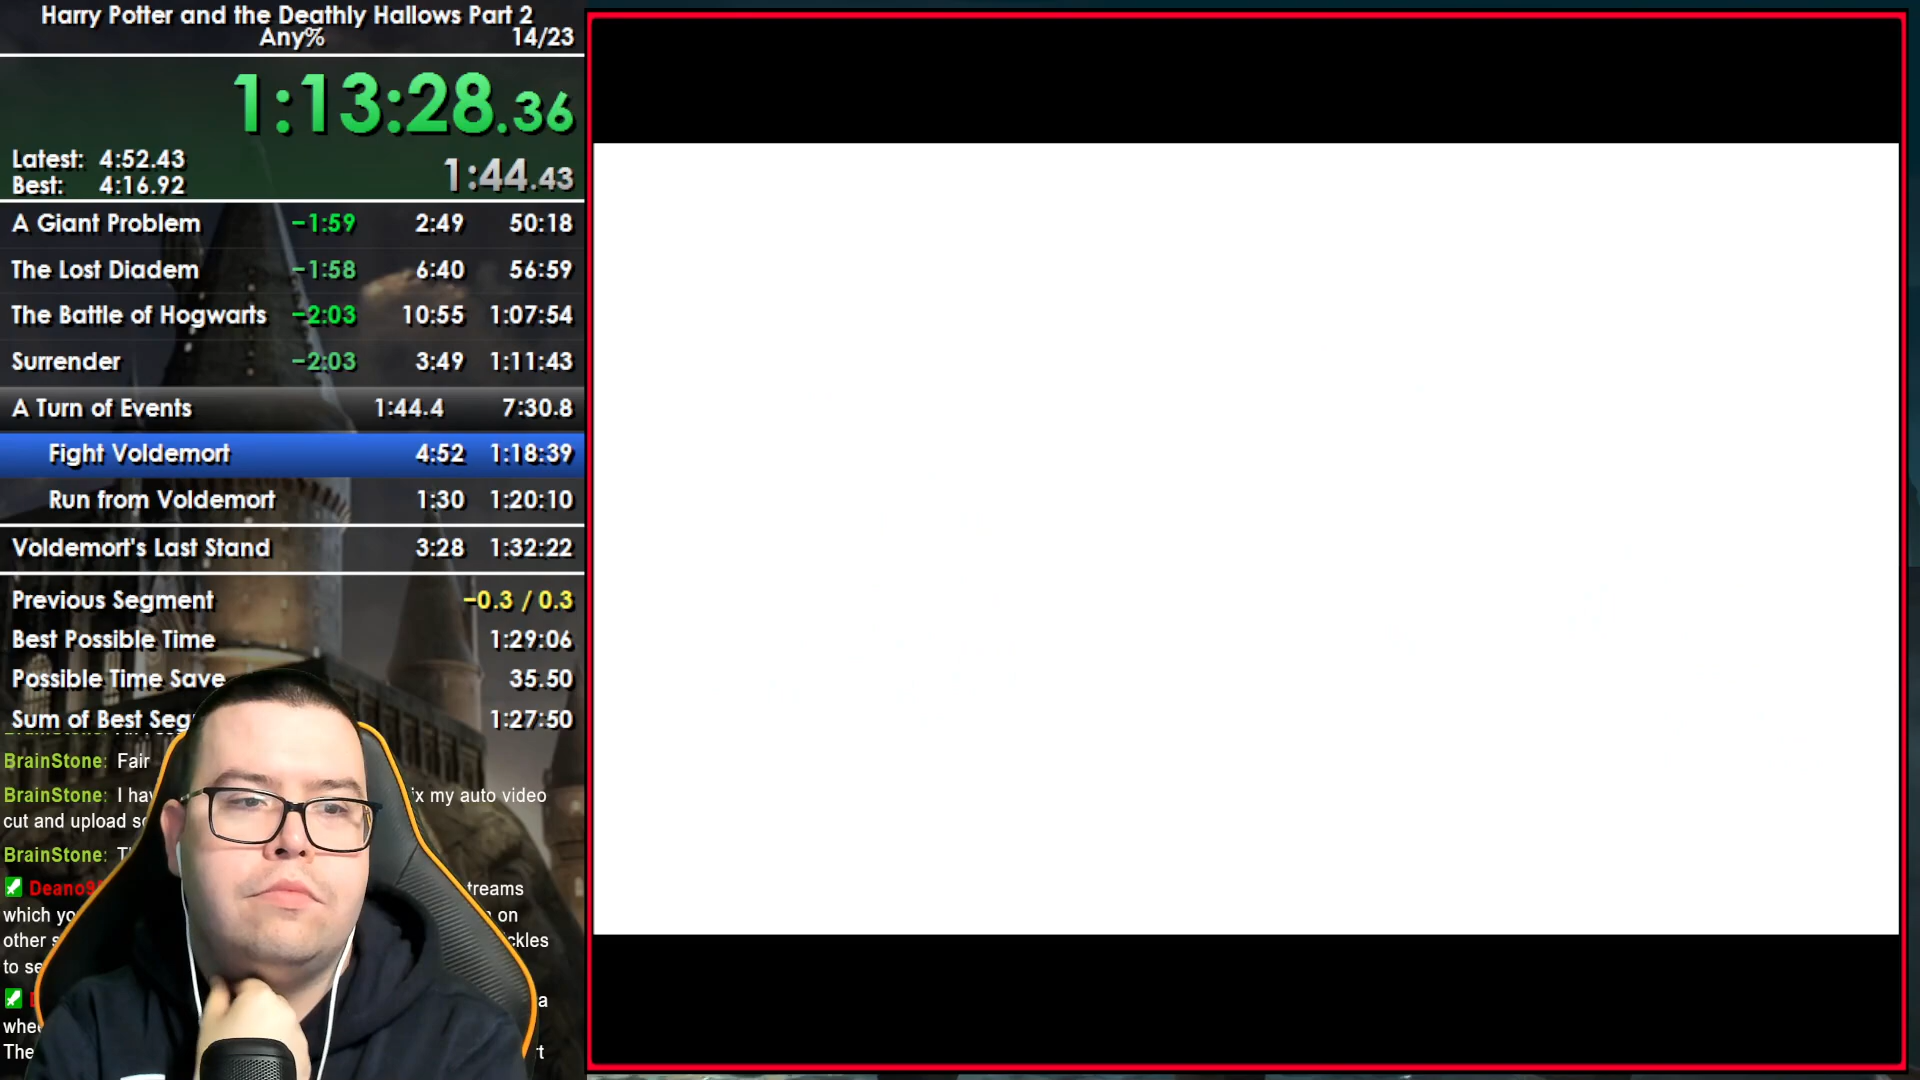 Harry Potter and the Deathly Hallows Part 2
Any% 14/23
1:13:28.36
Latest: 4:52.43
Best: 4:16.92
1:44.43
A Giant Problem -1:59 2:49 50:18
The Lost Diadem -1:58 6:40 56:59
The Battle of Hogwarts -2:03 10:55 1:07:54
Surrender -2:03 3:49 1:11:43
A Turn of Events 1:44.4 7:30.8
Fight Voldemort 4:52 1:18:39
Run from Voldemort 1:30 1:20:10
Voldemort's Last Stand 3:28 1:32:22
Previous Segment -0.3 / 0.3
Best Possible Time 1:29:06
Possible Time Save 35.50
Sum of Best Seg 1:27:50
BrainStone: Fair
BrainStone: I my auto video
cut and upload
BrainStone:
which on
other
to
The